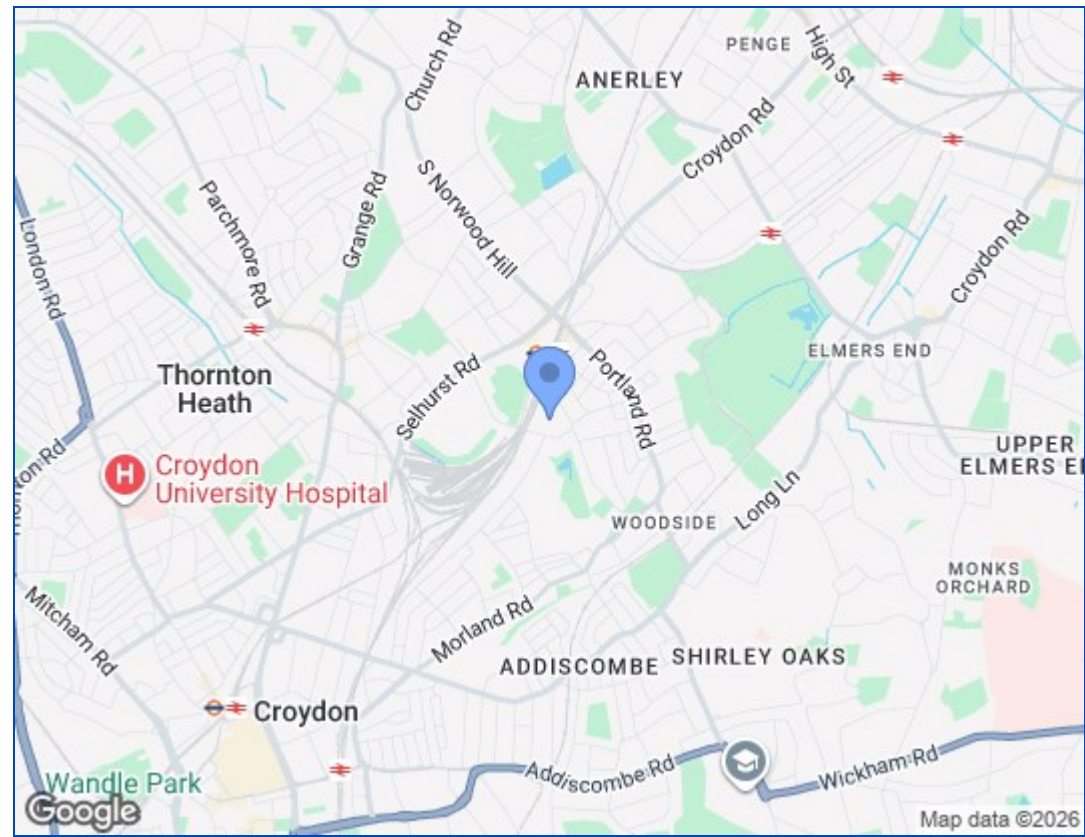 PENGE
High St
Church Rd
ANERLEY
Croydon Rd
S Norwood Hill
Parchmore Rd
Grange Rd
London Rd
Croydon Rd
ELMERS END
Portland Rd
Selhurst Rd
Thornton
Heath
UPPER
ELMERS E
H
Croydon
University Hospital
Long Ln
WOODSIDE
MONKS
ORCHARD
Mitcham Rd
Morland Rd
ADDISCOMBE
SHIRLEY OAKS
Croydon
Addiscombe Rd
Wickham Rd
Wandle Park
Google
Map data ©2026